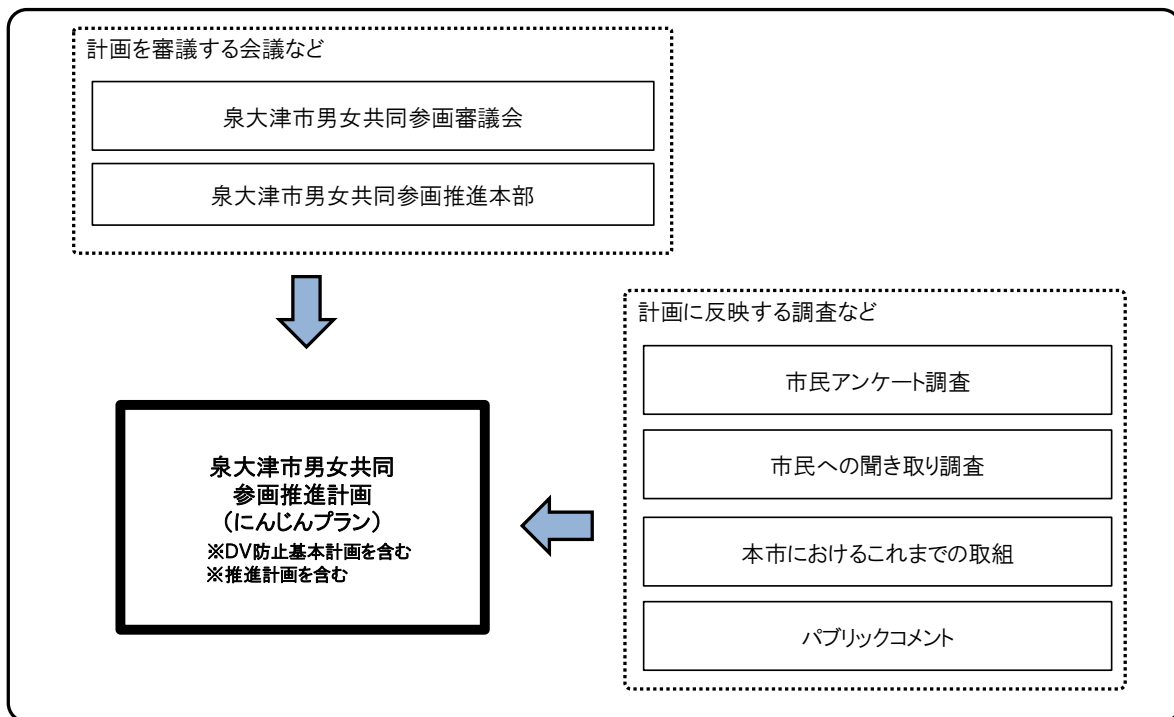 計画を審議する会議など
泉大津市男女共同参画審議会
泉大津市男女共同参画推進本部
計画に反映する調査など
市民アンケート調査
市民への聞き取り調査
本市におけるこれまでの取組
パブリックコメント
泉大津市男女共同
参画推進計画
（にんじんプラン）
※DV防止基本計画を含む
※推進計画を含む